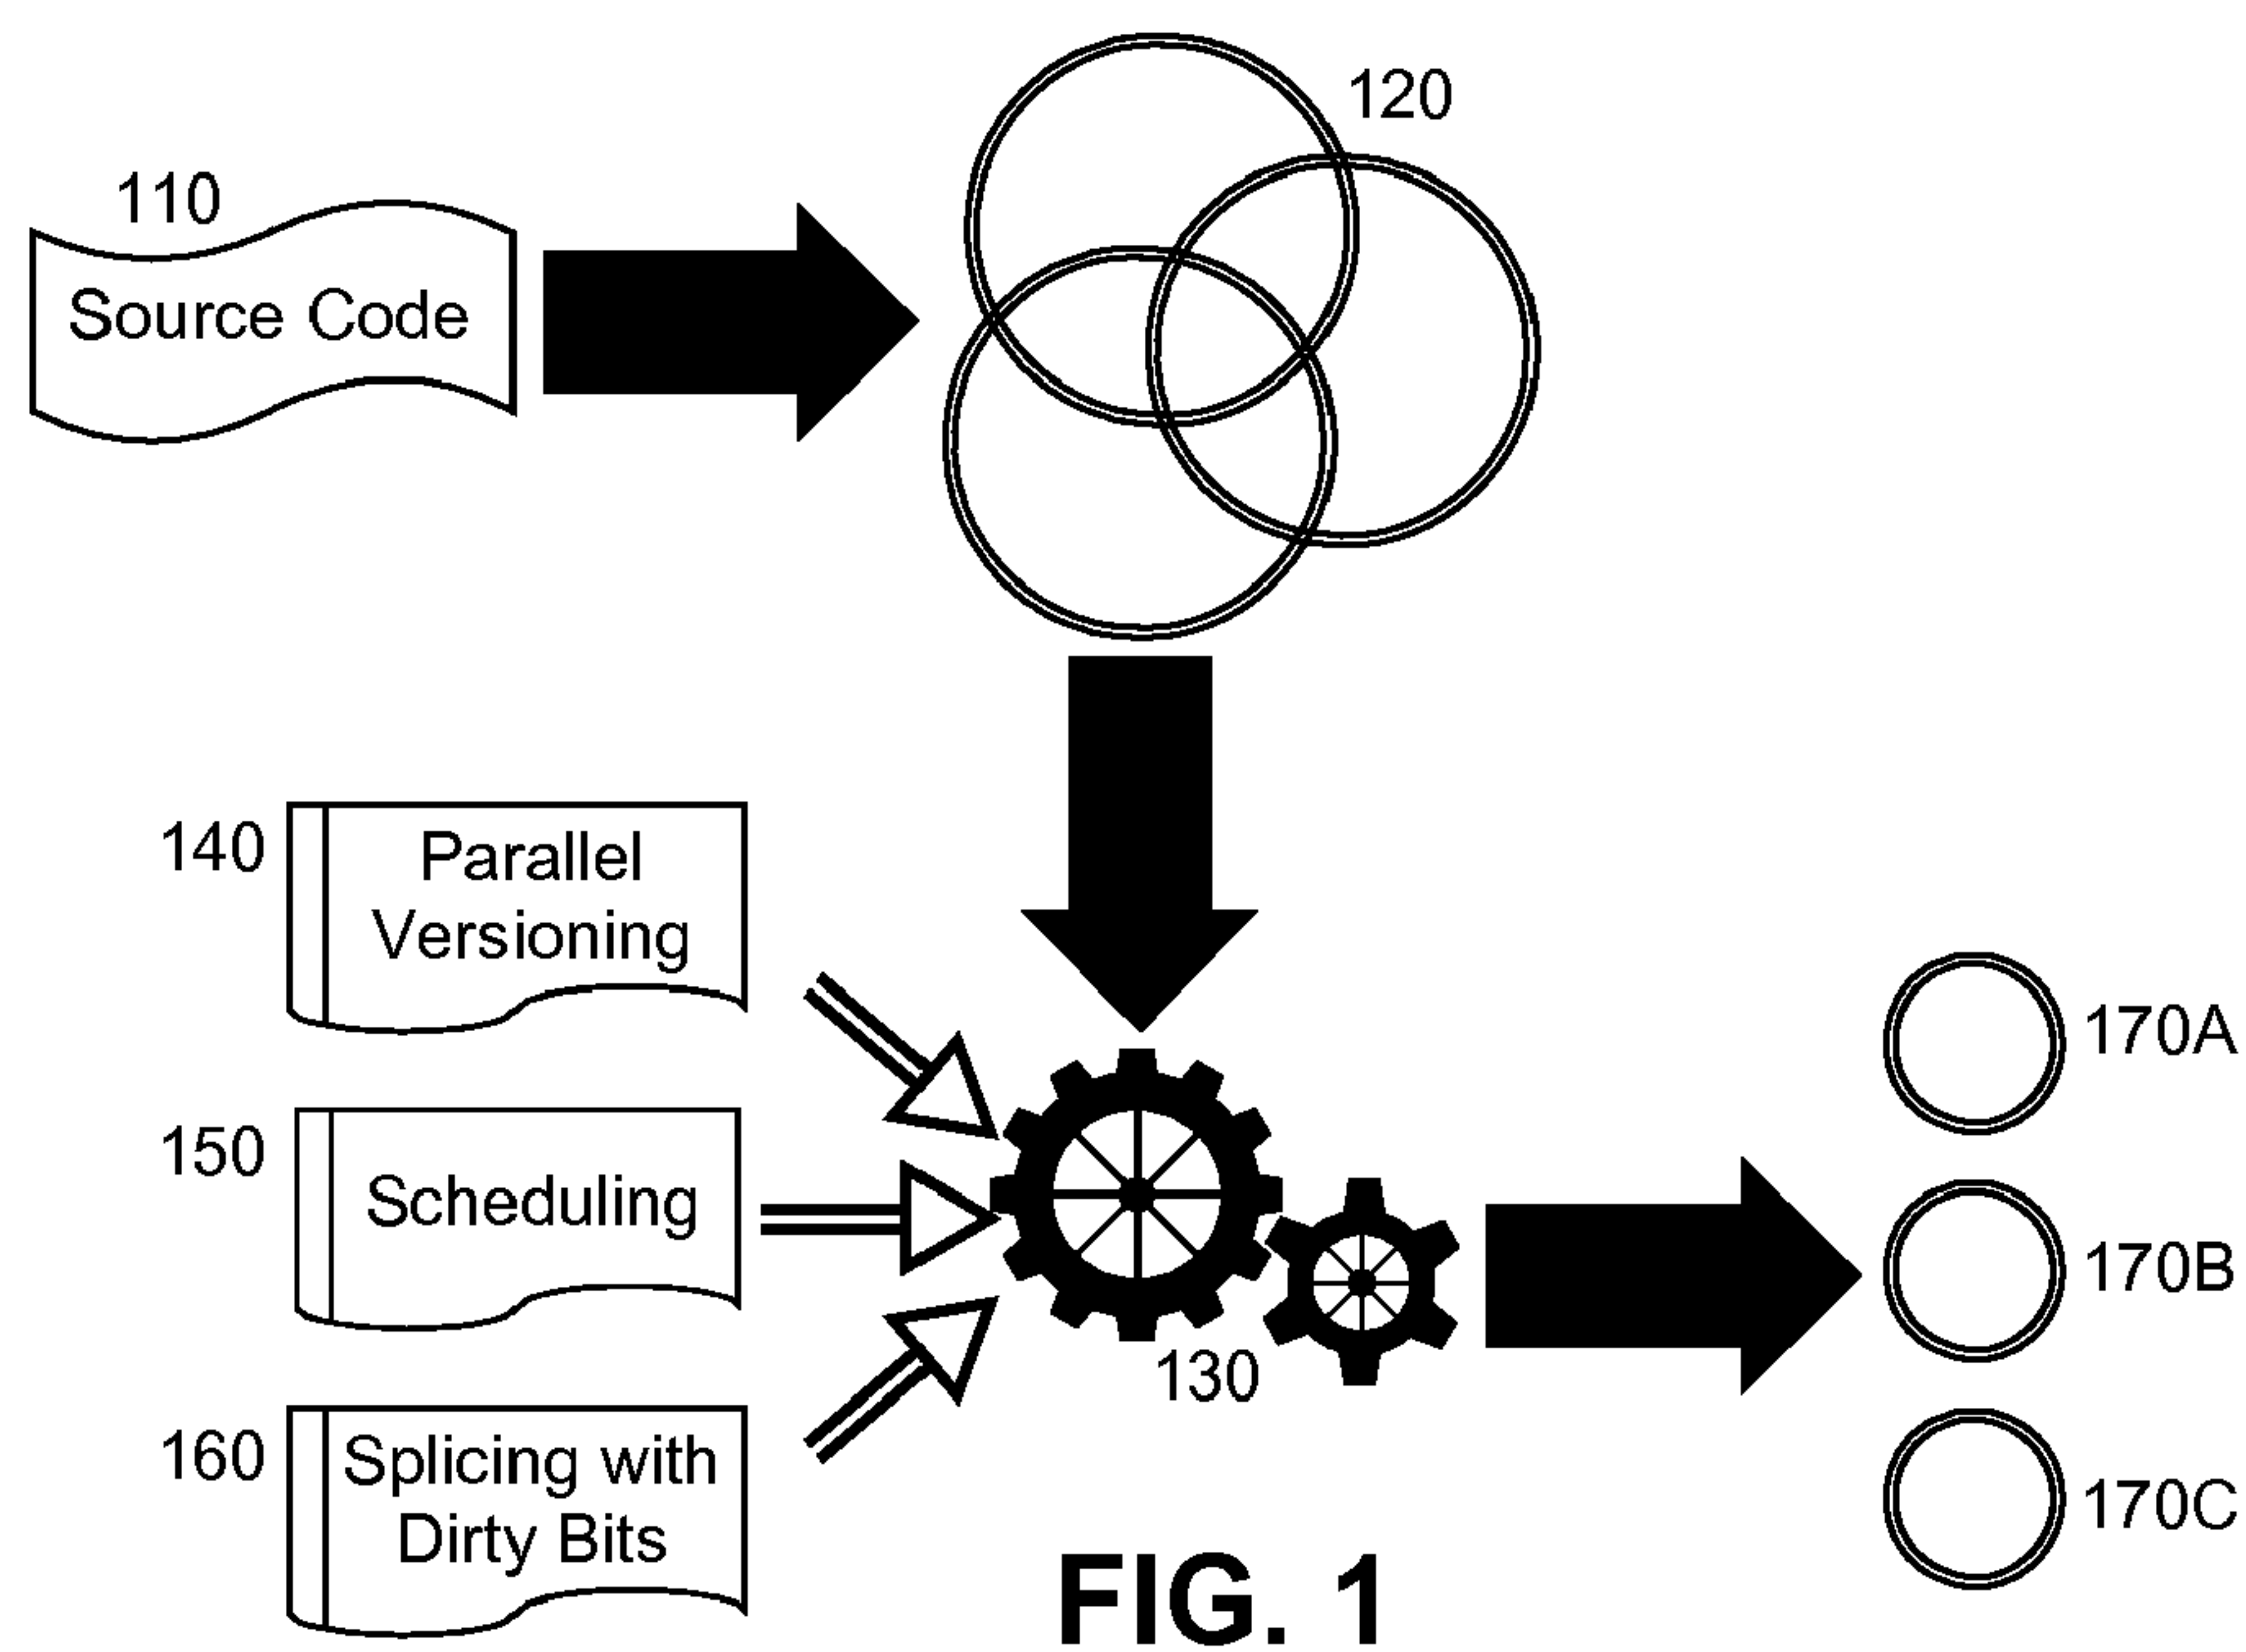 120
110
Source Code
140
Parallel
Versioning
150
Scheduling
160
Splicing with
Dirty Bits
130
170A
170B
170C
FIG. 1